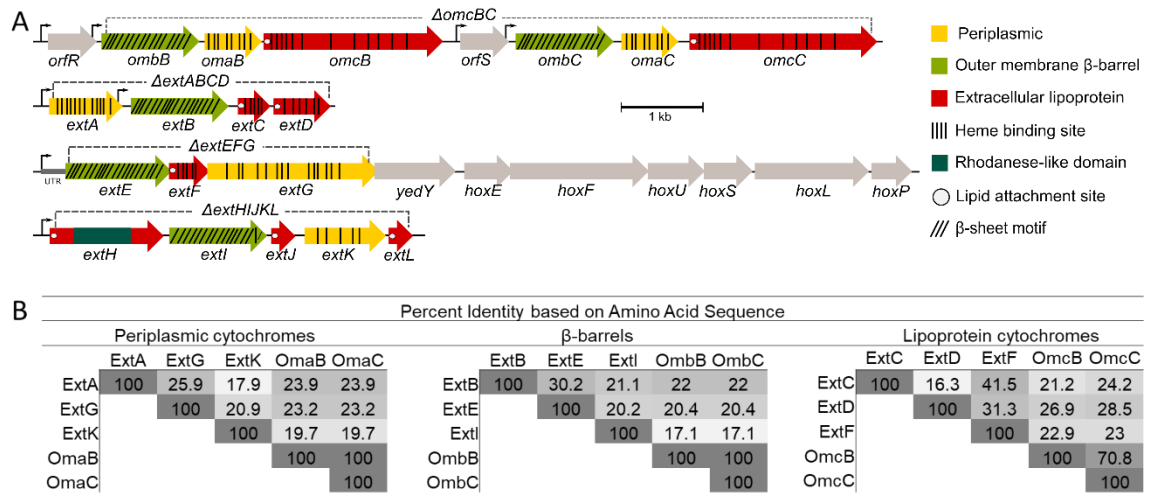 A
ΔomcBC
orfR ombB omaB omcB orfS ombC omaC omcC
ΔextABCD
extA extB extC extD
1 kb
ΔextEFG
UTR
extE extF extG yedY hoxE hoxF hoxU hoxS hoxL hoxP
ΔextHIJKL
extH extI extJ extK extL
Periplasmic
Outer membrane β-barrel
Extracellular lipoprotein
Heme binding site
Rhodanese-like domain
Lipid attachment site
β-sheet motif
B
Percent Identity based on Amino Acid Sequence
Periplasmic cytochromes
ExtA ExtG ExtK OmaB OmaC
ExtA 100 25.9 17.9 23.9 23.9
ExtG 100 20.9 23.2 23.2
ExtK 100 19.7 19.7
OmaB 100 100
OmaC 100
β-barrels
ExtB ExtE ExtI OmbB OmbC
ExtB 100 30.2 21.1 22 22
ExtE 100 20.2 20.4 20.4
ExtI 100 17.1 17.1
OmbB 100 100
OmbC 100
Lipoprotein cytochromes
ExtC ExtD ExtF OmcB OmcC
ExtC 100 16.3 41.5 21.2 24.2
ExtD 100 31.3 26.9 28.5
ExtF 100 22.9 23
OmcB 100 70.8
OmcC 100